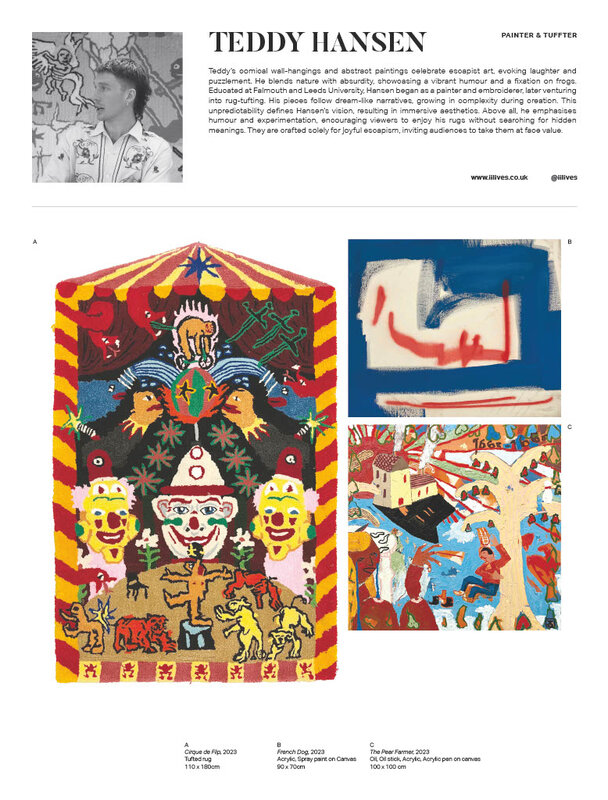 TEDDY HANSEN
PAINTER & TUFFTER
Teddy's comical wall-hangings and abstract paintings celebrate escapist art, evoking laughter and
puzzlement. He blends nature with absurdity, showcasing a vibrant humour and a fixation on frogs.
Educated at Falmouth and Leeds University, Hansen began as a painter and embroiderer, later venturing
into rug-tufting. His pieces follow dream-like narratives, growing in complexity during creation. This
unpredictability defines Hansen's vision, resulting in immersive aesthetics. Above all, he emphasises
humour and experimentation, encouraging viewers to enjoy his rugs without searching for hidden
meanings. They are crafted solely for joyful escapism, inviting audiences to take them at face value.
www.iilives.co.uk
@iilives
A
B
C
A
Cirque de Flip, 2023
Tufted rug
110 x 180cm
B
French Dog, 2023
Acrylic, Spray paint on Canvas
90 x 70cm
C
The Pear Farmer, 2023
Oil, Oil stick, Acrylic, Acrylic pen on canvas
100 x 100 cm